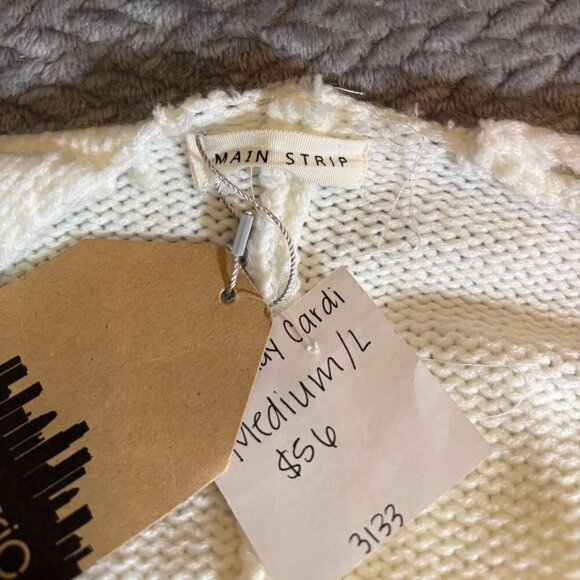 MAIN STRIP
Cardi
Medium/L
$56
3133